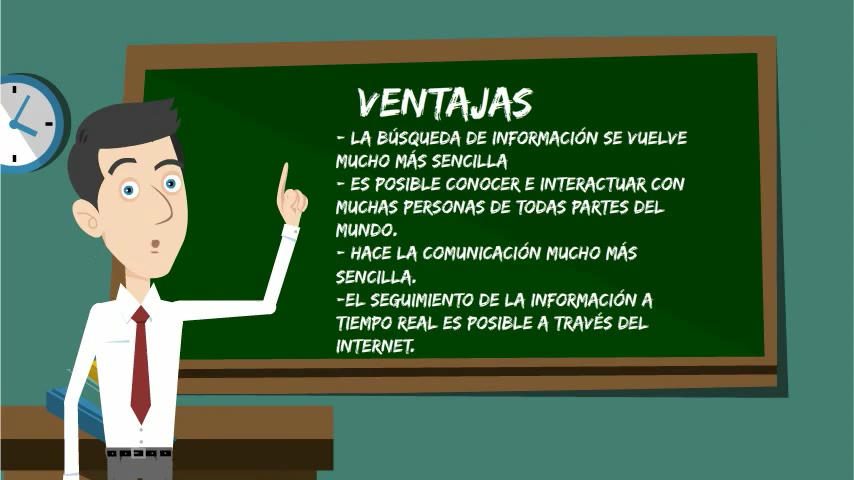 VENTAJAS
- LA BÚSQUEDA DE INFORMACIÓN SE VUELVE
MUCHO MÁS SENCILLA
- ES POSIBLE CONOCER E INTERACTUAR CON
MUCHAS PERSONAS DE TODAS PARTES DEL
MUNDO.
- HACE LA COMUNICACIÓN MUCHO MÁS
SENCILLA.
-EL SEGUIMIENTO DE LA INFORMACIÓN A
TIEMPO REAL ES POSIBLE A TRAVÉS DEL
INTERNET.